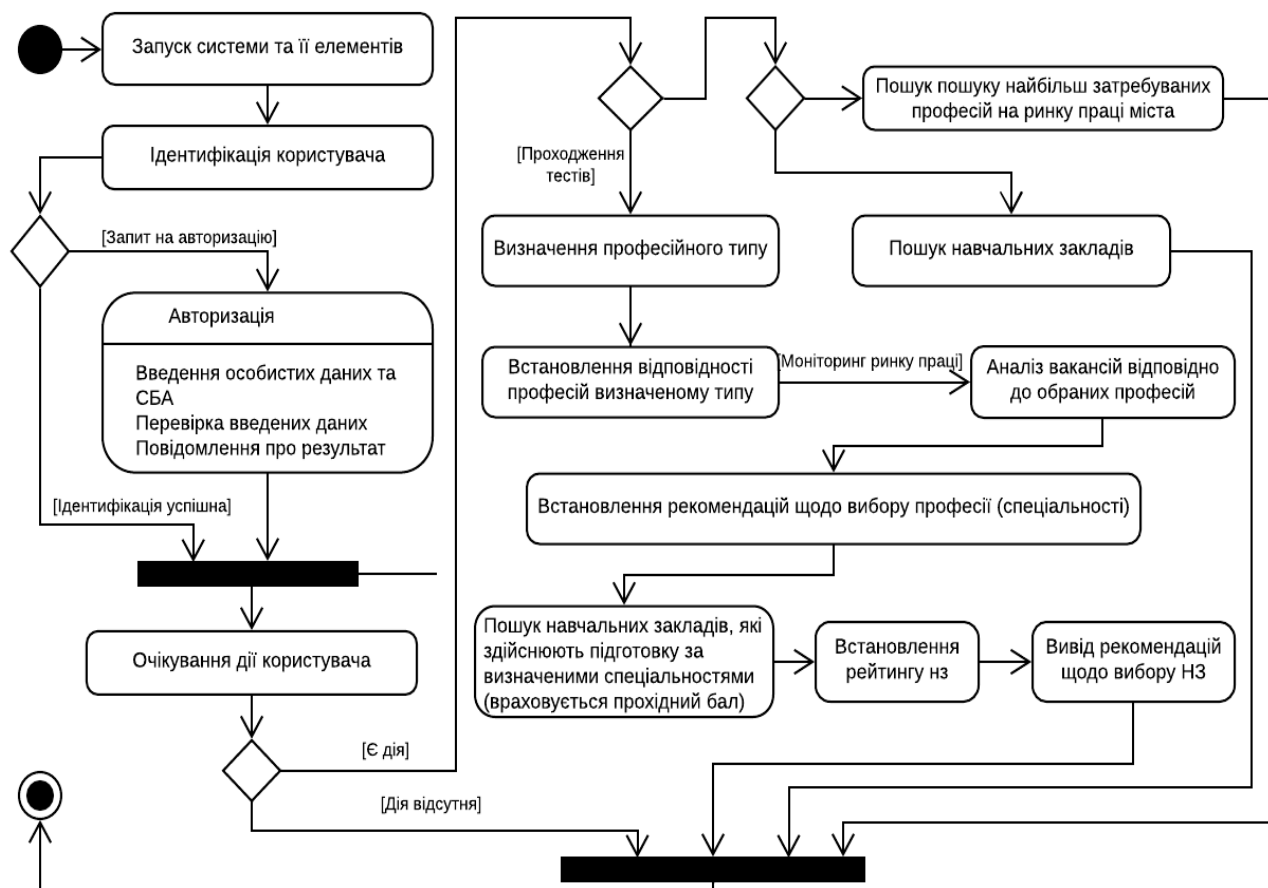 Запуск системи та її елементів
Ідентифікація користувача
[Запит на авторизацію]
Авторизація
Введення особистих даних та
СБА
Перевірка введених даних
Повідомлення про результат
[Ідентифікація успішна]
Очікування дії користувача
[Є дія]
[Дія відсутня]
[Проходження
тестів]
Визначення професійного типу
Встановлення відповідності
професій визначеному типу
[Моніторинг ринку праці]
Пошук пошуку найбільш затребуваних
професій на ринку праці міста
Пошук навчальних закладів
Аналіз вакансій відповідно
до обраних професій
Встановлення рекомендацій щодо вибору професії (спеціальності)
Пошук навчальних закладів, які
здійснюють підготовку за
визначеними спеціальностями
(враховується прохідний бал)
Встановлення
рейтингу нз
Вивід рекомендацій
щодо вибору НЗ